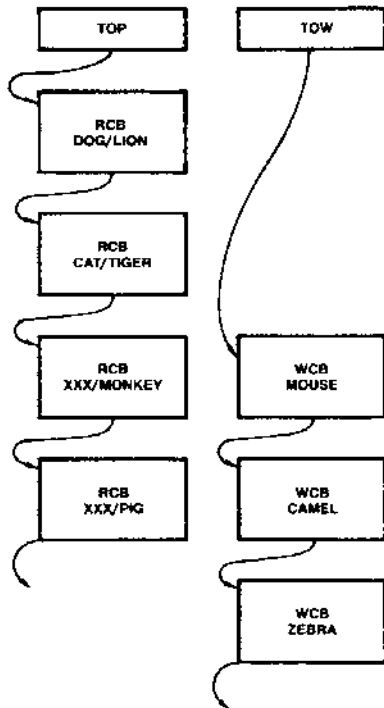 TOP
TOW
RCB
DOG/LION
RCB
CAT/TIGER
RCB
XXX/MONKEY
WCB
MOUSE
RCB
XXX/PIG
WCB
CAMEL
WCB
ZEBRA